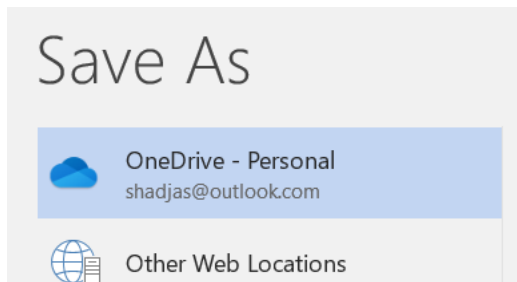 Save As
OneDrive - Personal
shadjas@outlook.com
Other Web Locations